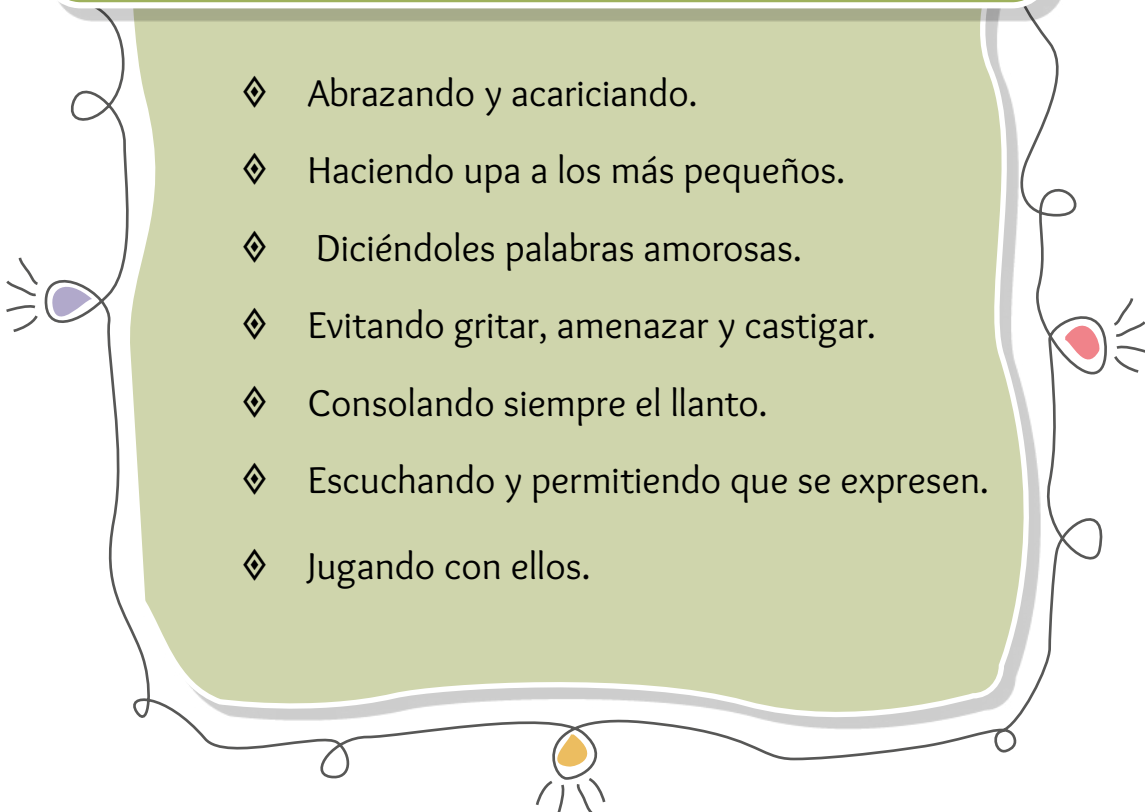 Abrazando y acariciando.
Haciendo upa a los más pequeños.
Diciéndoles palabras amorosas.
Evitando gritar, amenazar y castigar.
Consolando siempre el llanto.
Escuchando y permitiendo que se expresen.
Jugando con ellos.